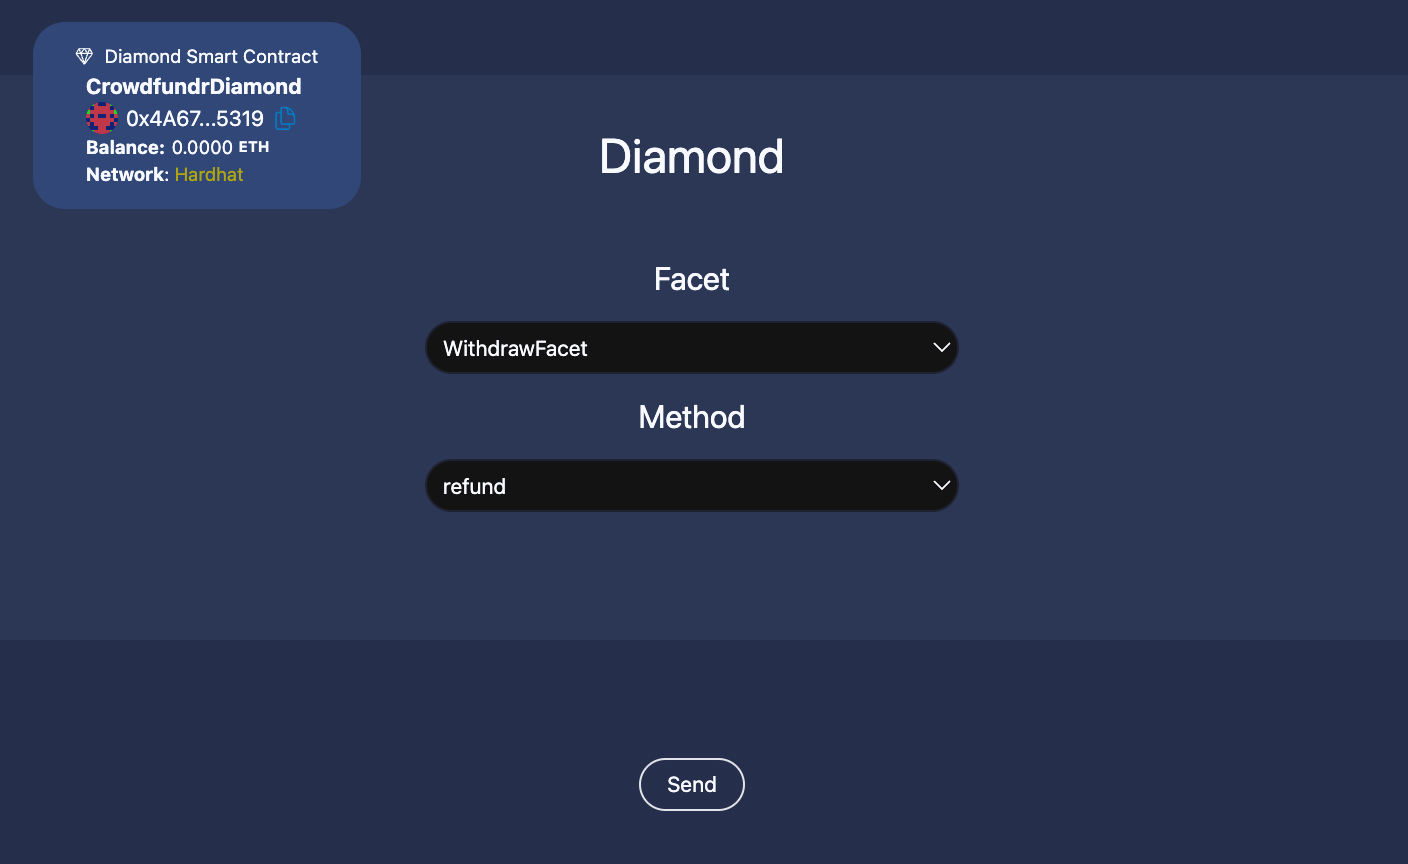 Diamond Smart Contract
CrowdfundrDiamond
0x4A67...5319
Balance: 0.0000 ETH
Network: Hardhat
Diamond
Facet
WithdrawFacet
Method
refund
Send